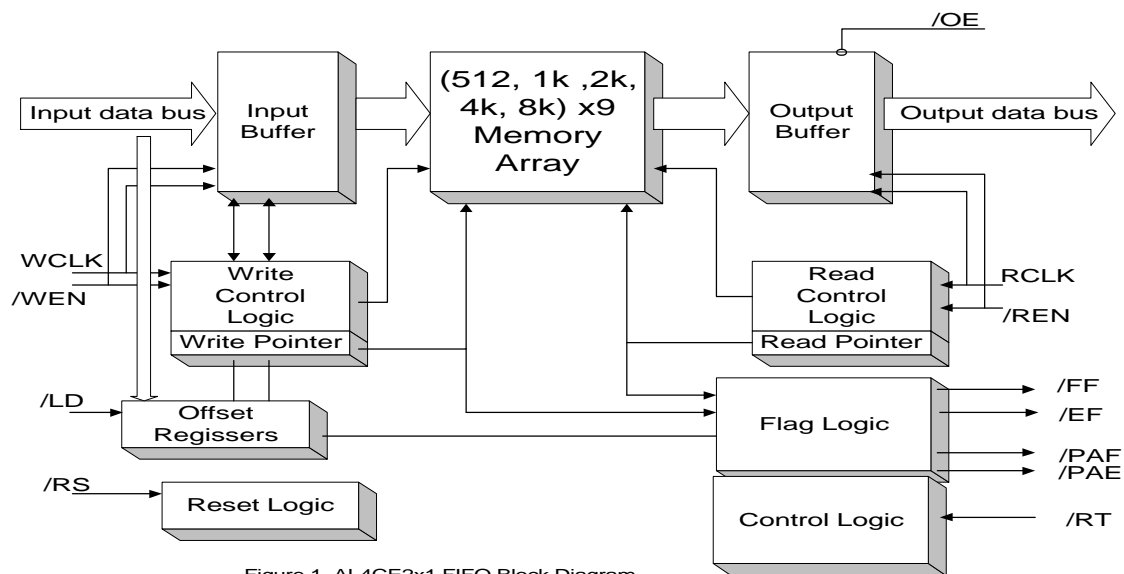 /OE
Input data bus
Input
Buffer
(512, 1k ,2k,
4k, 8k) x9
Memory
Array
Output
Buffer
Output data bus
WCLK
/WEN
Write
Control
Logic
Write Pointer
Read
Control
Logic
Read Pointer
RCLK
/REN
/LD
Offset
Regissers
Flag Logic
/FF
/EF
/PAF
/PAE
/RS
Reset Logic
Control Logic
/RT